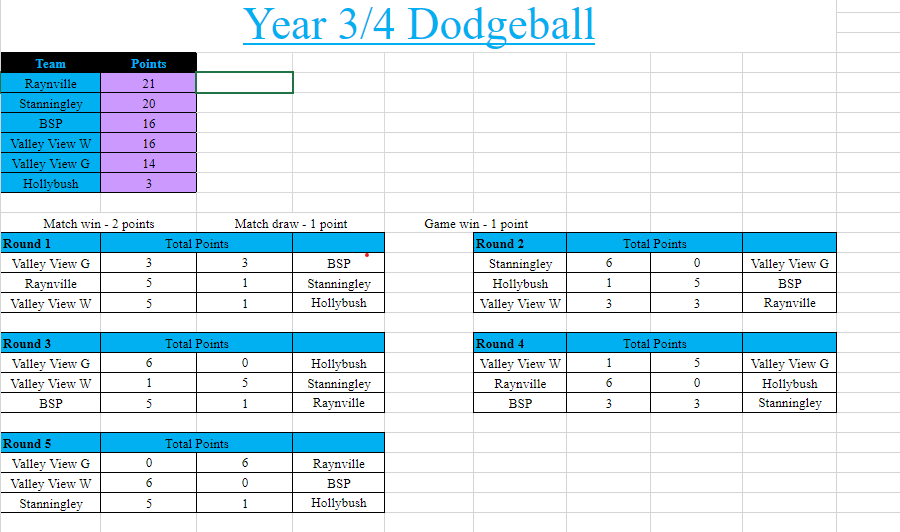 Year 3/4 Dodgeball
Team Points
Raynville 21
Stanningley 20
BSP 16
Valley View W 16
Valley View G 14
Hollybush 3
Match win - 2 points Match draw - 1 point Game win - 1 point
Round 1 Total Points Round 2 Total Points
Valley View G 3 3 BSP Stanningley 6 0 Valley View G
Raynville 5 1 Stanningley Hollybush 1 5 BSP
Valley View W 5 1 Hollybush Valley View W 3 3 Raynville
Round 3 Total Points Round 4 Total Points
Valley View G 6 0 Hollybush Valley View W 1 5 Valley View G
Valley View W 1 5 Stanningley Raynville 6 0 Hollybush
BSP 5 1 Raynville BSP 3 3 Stanningley
Round 5 Total Points
Valley View G 0 6 Raynville
Valley View W 6 0 BSP
Stanningley 5 1 Hollybush